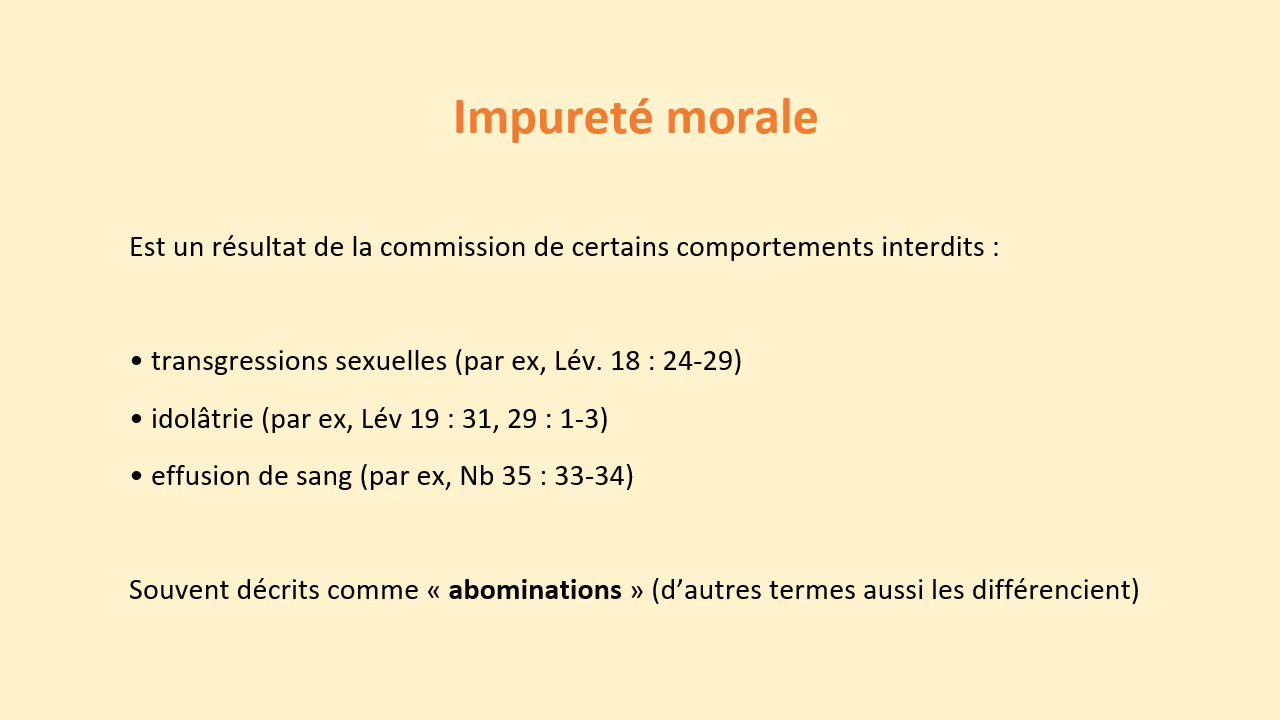 Impureté morale
Est un résultat de la commission de certains comportements interdits :
• transgressions sexuelles (par ex, Lév. 18 : 24-29)
• idolâtrie (par ex, Lév 19 : 31, 29 : 1-3)
• effusion de sang (par ex, Nb 35 : 33-34)
Souvent décrits comme « abominations » (d’autres termes aussi les différencient)